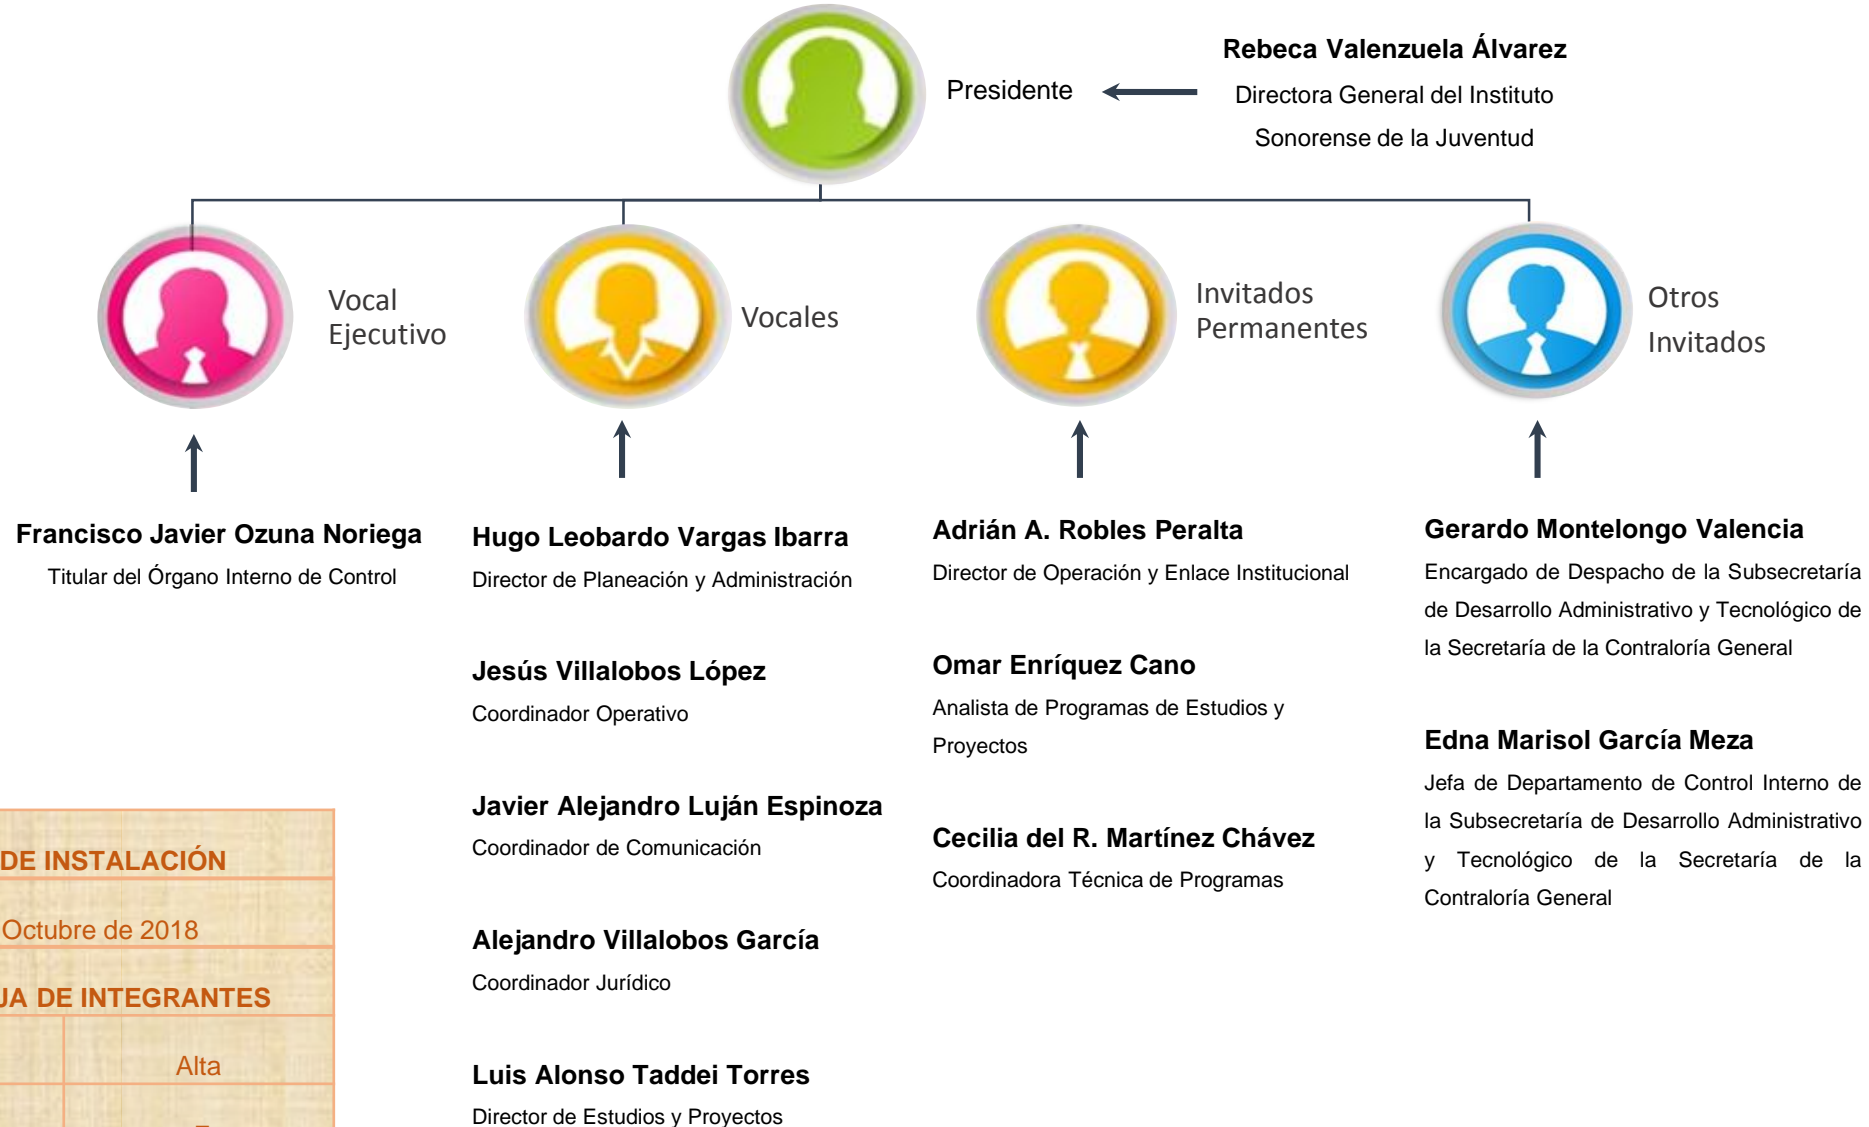 Rebeca Valenzuela Álvarez
Presidente
Directora General del Instituto
Sonorense de la Juventud
Vocal
Ejecutivo
Vocales
Invitados
Permanentes
Otros
Invitados
Francisco Javier Ozuna Noriega
Titular del Órgano Interno de Control
Hugo Leobardo Vargas Ibarra
Director de Planeación y Administración
Jesús Villalobos López
Coordinador Operativo
Javier Alejandro Luján Espinoza
Coordinador de Comunicación
Alejandro Villalobos García
Coordinador Jurídico
Luis Alonso Taddei Torres
Director de Estudios y Proyectos
Adrián A. Robles Peralta
Director de Operación y Enlace Institucional
Omar Enríquez Cano
Analista de Programas de Estudios y
Proyectos
Cecilia del R. Martínez Chávez
Coordinadora Técnica de Programas
Gerardo Montelongo Valencia
Encargado de Despacho de la Subsecretaría
de Desarrollo Administrativo y Tecnológico de
la Secretaría de la Contraloría General
Edna Marisol García Meza
Jefa de Departamento de Control Interno de
la Subsecretaría de Desarrollo Administrativo
y Tecnológico de la Secretaría de la
Contraloría General
DE INSTALACIÓN
Octubre de 2018
JA DE INTEGRANTES
Alta